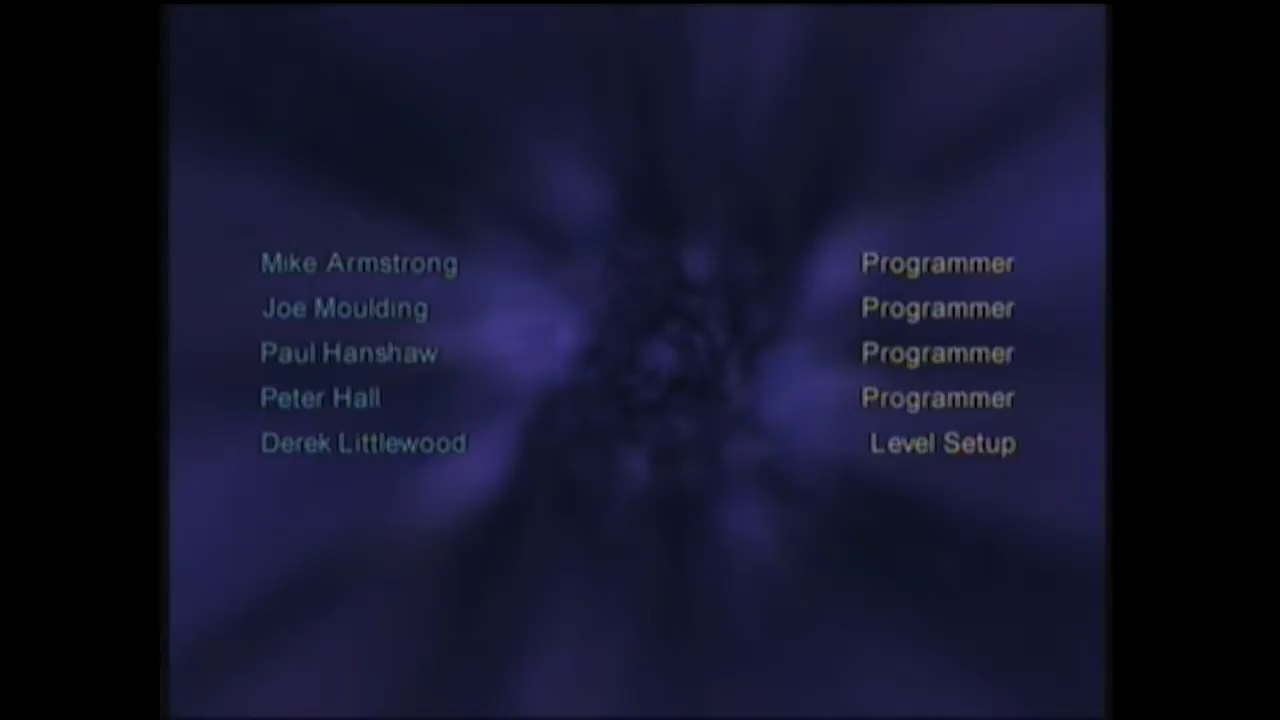 Mike Armstrong Programmer
Joe Moulding Programmer
Paul Hanshaw Programmer
Peter Hall Programmer
Derek Littlewood Level Setup